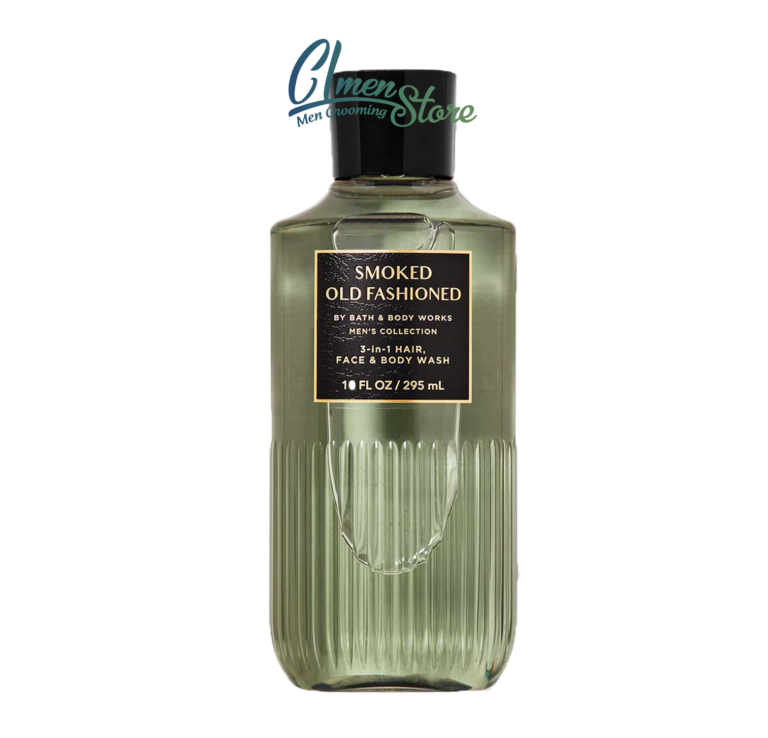 Clmen
Men Grooming Store
SMOKED
OLD FASHIONED
BY BATH & BODY WORKS
MEN'S COLLECTION
3-in-1 HAIR,
FACE & BODY WASH
10 FL OZ / 295 mL